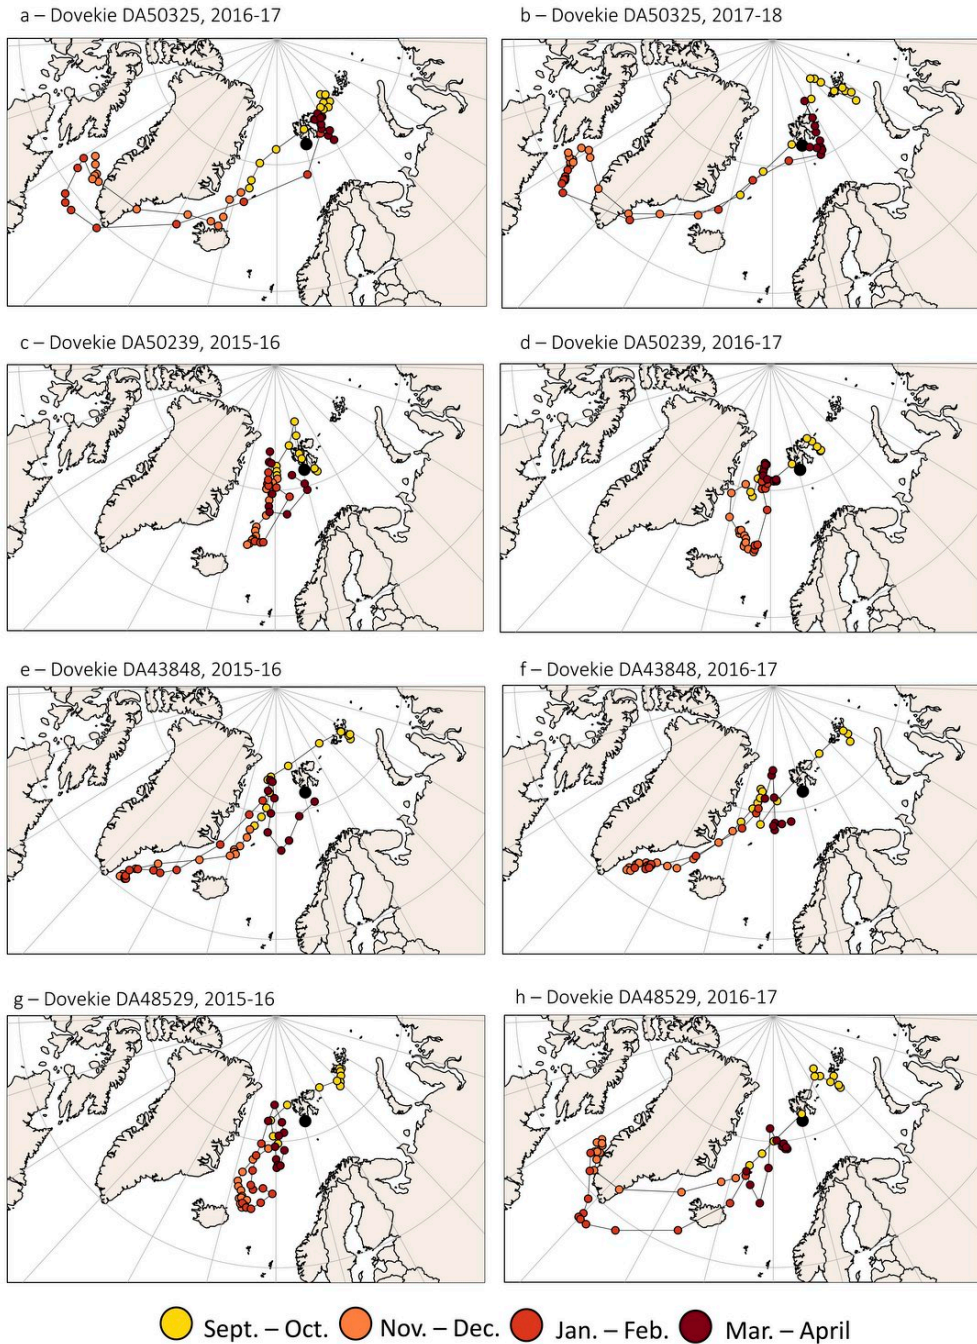 a – Dovekie DA50325, 2016-17
b – Dovekie DA50325, 2017-18
c – Dovekie DA50239, 2015-16
d – Dovekie DA50239, 2016-17
e – Dovekie DA43848, 2015-16
f – Dovekie DA43848, 2016-17
g – Dovekie DA48529, 2015-16
h – Dovekie DA48529, 2016-17
Sept. – Oct. Nov. – Dec. Jan. – Feb. Mar. – April